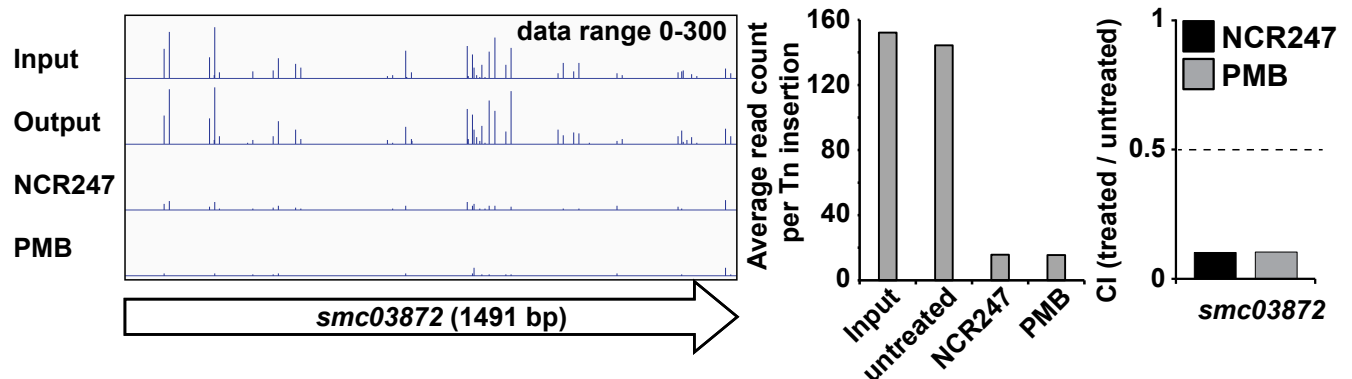 data range 0-300
Input
Output
NCR247
PMB
smc03872 (1491 bp)
Average read count
per Tn insertion
160
120
80
40
0
Input
untreated
NCR247
PMB
CI (treated / untreated)
1
0.5
0
NCR247
PMB
smc03872